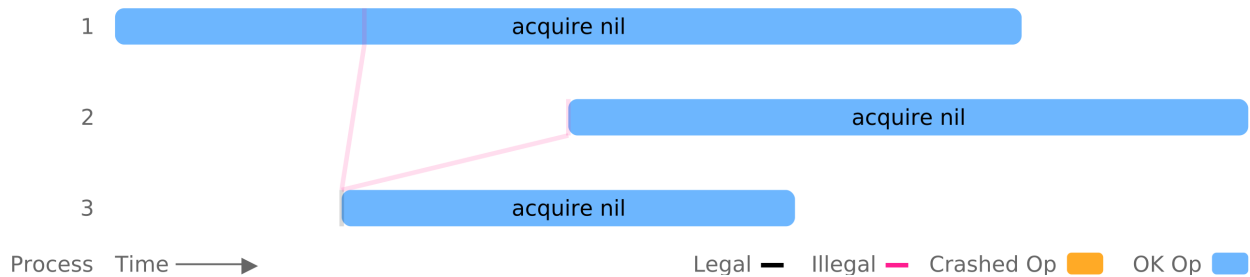 1 acquire nil
2 acquire nil
3 acquire nil
Process Time Legal Illegal Crashed Op OK Op